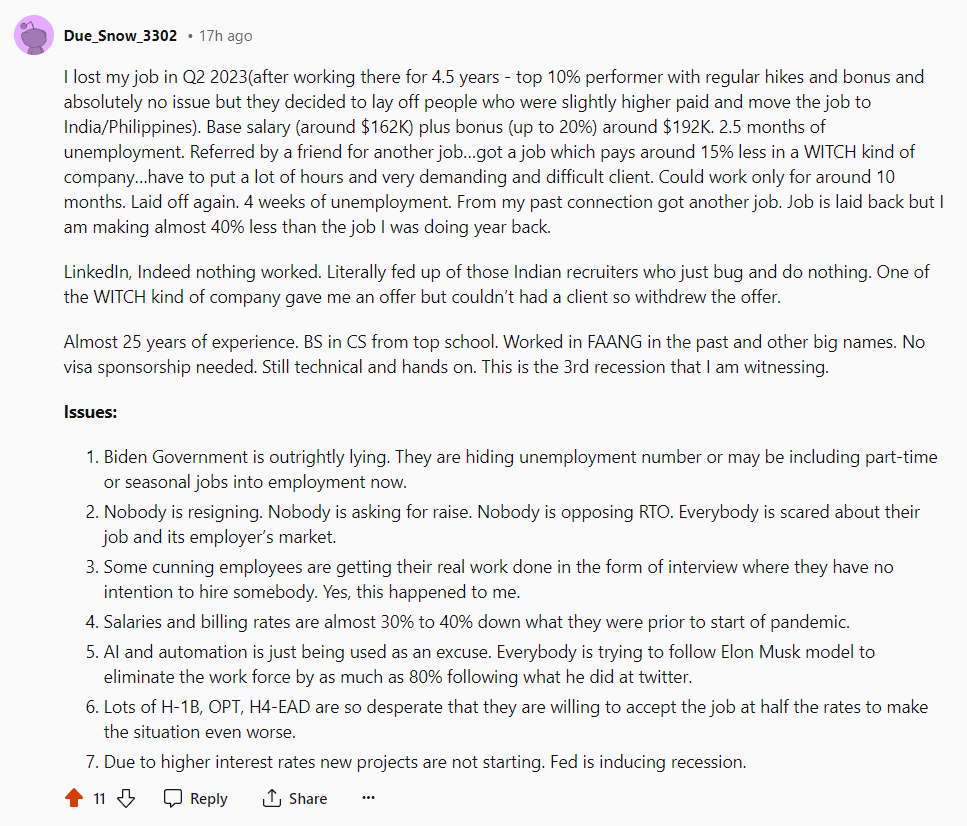 Due_Snow_3302 • 17h ago
I lost my job in Q2 2023(after working there for 4.5 years - top 10% performer with regular hikes and bonus and
absolutely no issue but they decided to lay off people who were slightly higher paid and move the job to
India/Philippines). Base salary (around $162K) plus bonus (up to 20%) around $192K. 2.5 months of
unemployment. Referred by a friend for another job...got a job which pays around 15% less in a WITCH kind of
company...have to put a lot of hours and very demanding and difficult client. Could work only for around 10
months. Laid off again. 4 weeks of unemployment. From my past connection got another job. Job is laid back but I
am making almost 40% less than the job I was doing year back.
LinkedIn, Indeed nothing worked. Literally fed up of those Indian recruiters who just bug and do nothing. One of
the WITCH kind of company gave me an offer but couldn't had a client so withdrew the offer.
Almost 25 years of experience. BS in CS from top school. Worked in FAANG in the past and other big names. No
visa sponsorship needed. Still technical and hands on. This is the 3rd recession that I am witnessing.
Issues:
1. Biden Government is outrightly lying. They are hiding unemployment number or may be including part-time
or seasonal jobs into employment now.
2. Nobody is resigning. Nobody is asking for raise. Nobody is opposing RTO. Everybody is scared about their
job and its employer's market.
3. Some cunning employees are getting their real work done in the form of interview where they have no
intention to hire somebody. Yes, this happened to me.
4. Salaries and billing rates are almost 30% to 40% down what they were prior to start of pandemic.
5. AI and automation is just being used as an excuse. Everybody is trying to follow Elon Musk model to
eliminate the work force by as much as 80% following what he did at twitter.
6. Lots of H-1B, OPT, H4-EAD are so desperate that they are willing to accept the job at half the rates to make
the situation even worse.
7. Due to higher interest rates new projects are not starting. Fed is inducing recession.
11 Reply Share ...